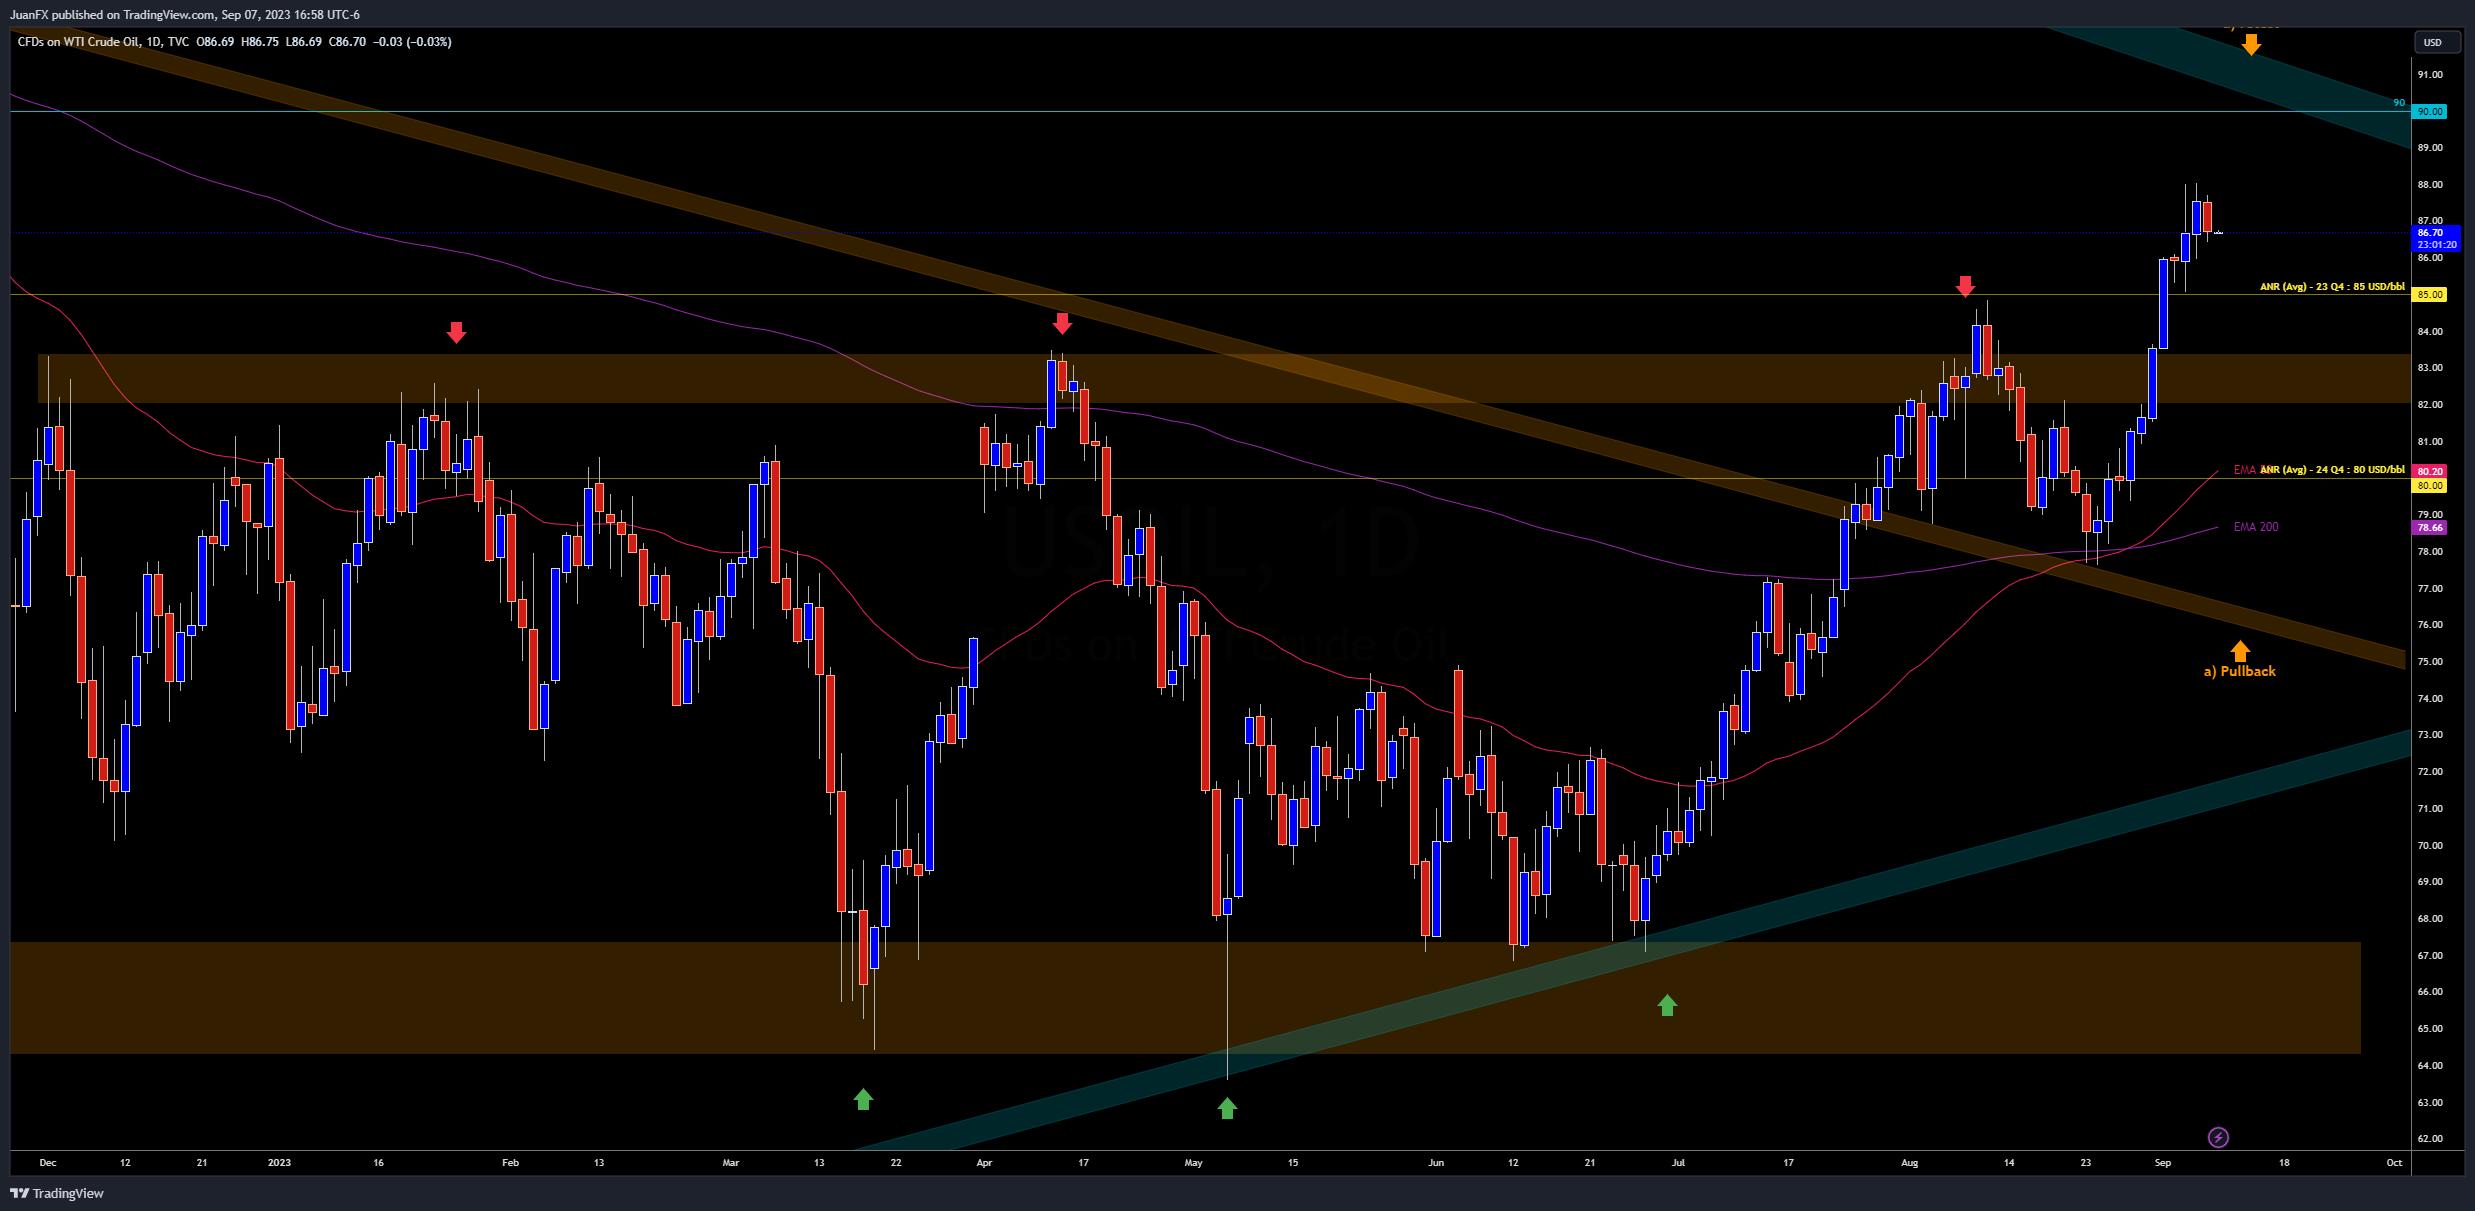 JuanFX published on TradingView.com, Sep 07, 2023 16:58 UTC-6
CFDs on WTI Crude Oil, 1D, TVC O86.69 H86.75 L86.69 C86.70 −0.03 (−0.03%)
USD
91.00
90
90.00
89.00
88.00
87.00
86.70
23:01:20
86.00
ANR (Avg) - 23 Q4 : 85 USD/bbl
85.00
84.00
83.00
82.00
81.00
EMA
ANR (Avg) - 24 Q4 : 80 USD/bbl
80.20
80.00
79.00
EMA 200
78.66
78.00
77.00
76.00
75.00
a) Pullback
74.00
73.00
72.00
71.00
70.00
69.00
68.00
67.00
66.00
65.00
64.00
63.00
62.00
USOIL, 1D
CFDs on WTI Crude Oil
Dec 12 21 2023 16 Feb 13 Mar 13 22 Apr 17 May 15 Jun 12 21 Jul 17 Aug 14 23 Sep 18 Oct
TradingView